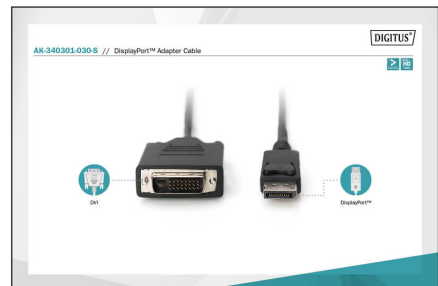 DIGITUS®
AK-340301-030-S // DisplayPort™ Adapter Cable
DVI
DisplayPort™